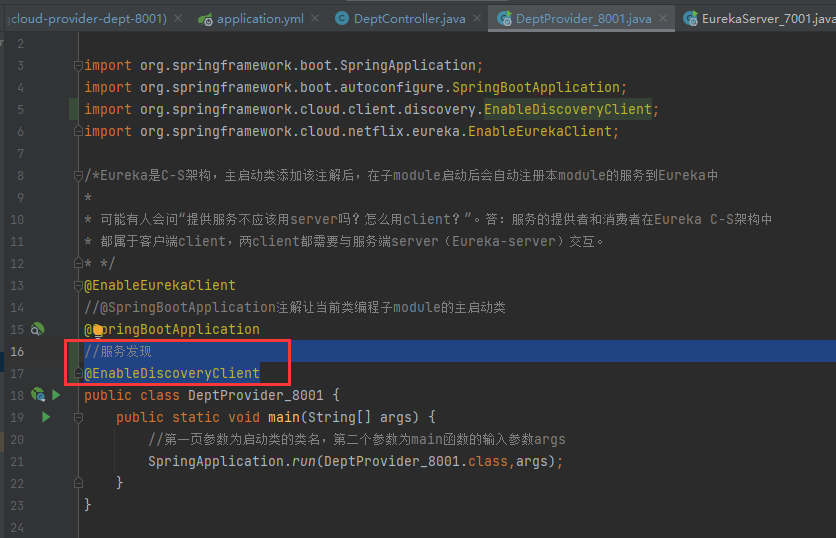 gcloud-provider-dept-8001)
application.yml
DeptController.java
DeptProvider_8001.java
EurekaServer_7001.java
2
3 import org.springframework.boot.SpringApplication;
4 import org.springframework.boot.autoconfigure.SpringBootApplication;
5 import org.springframework.cloud.client.discovery.EnableDiscoveryClient;
6 import org.springframework.cloud.netflix.eureka.EnableEurekaClient;
7
8 /*Eureka是C-S架构，主启动类添加该注解后，在子module启动后会自动注册本module的服务到Eureka中
9 *
10 * 可能有人会问“提供服务不应该用server吗？怎么用client？”。答：服务的提供者和消费者在Eureka C-S架构中
11 * 都属于客户端client，两client都需要与服务端server（Eureka-server）交互。
12 * */
13 @EnableEurekaClient
14 //@SpringBootApplication注解让当前类编程子module的主启动类
15 @SpringBootApplication
16 //服务发现
17 @EnableDiscoveryClient
18 public class DeptProvider_8001 {
19 public static void main(String[] args) {
20 //第一页参数为启动类的类名，第二个参数为main函数的输入参数args
21 SpringApplication.run(DeptProvider_8001.class,args);
22 }
23 }
24